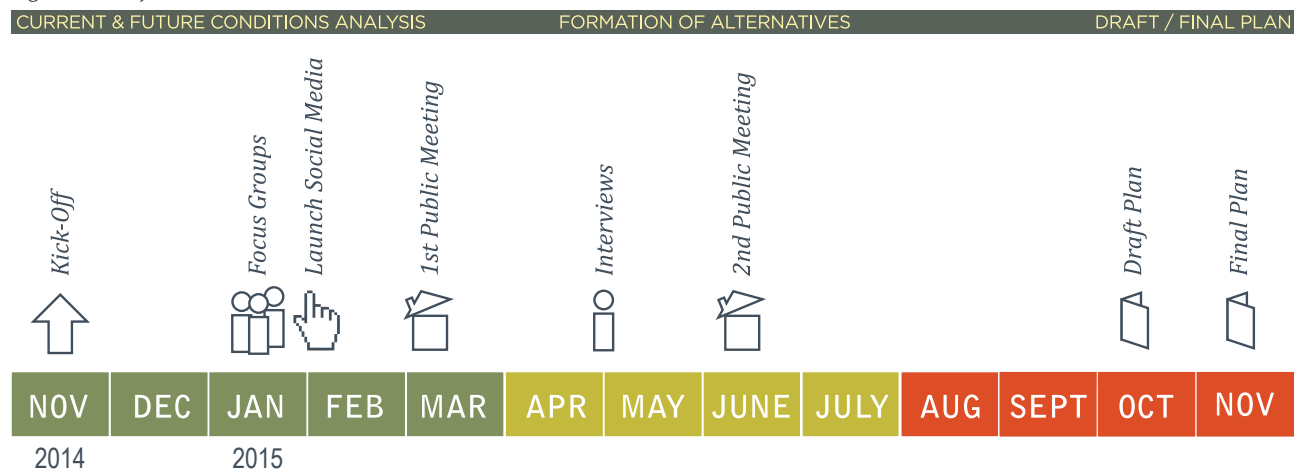 CURRENT & FUTURE CONDITIONS ANALYSIS FORMATION OF ALTERNATIVES DRAFT / FINAL PLAN
Kick-Off
Focus Groups
Launch Social Media
1st Public Meeting
Interviews
2nd Public Meeting
Draft Plan
Final Plan
NOV DEC JAN FEB MAR APR MAY JUNE JULY AUG SEPT OCT NOV
2014 2015